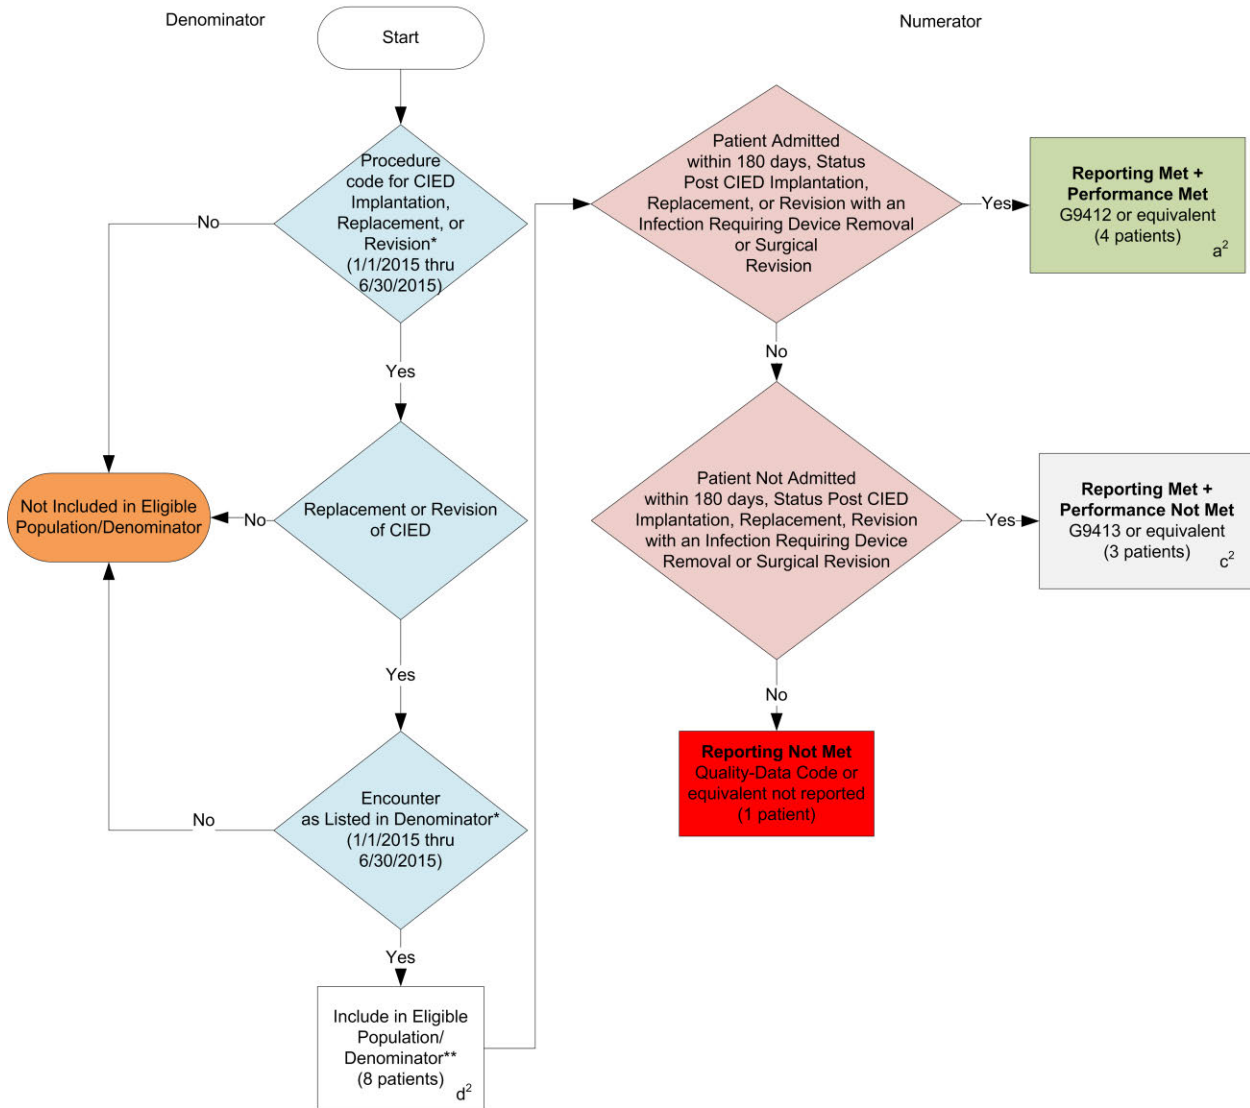 Denominator
Start
Procedure
code for CIED
Implantation,
Replacement, or
Revision*
(1/1/2015 thru
6/30/2015)
No
Yes
Not Included in Eligible
Population/Denominator
No
Replacement or Revision
of CIED
Yes
Encounter
as Listed in Denominator*
(1/1/2015 thru
6/30/2015)
No
Yes
Include in Eligible
Population/
Denominator**
(8 patients)
d²
Numerator
Patient Admitted
within 180 days, Status
Post CIED Implantation,
Replacement, or Revision with an
Infection Requiring Device Removal
or Surgical
Revision
Yes
Reporting Met +
Performance Met
G9412 or equivalent
(4 patients)
a²
No
Patient Not Admitted
within 180 days, Status Post CIED
Implantation, Replacement, Revision
with an Infection Requiring Device
Removal or Surgical Revision
Yes
Reporting Met +
Performance Not Met
G9413 or equivalent
(3 patients)
c²
No
Reporting Not Met
Quality-Data Code or
equivalent not reported
(1 patient)